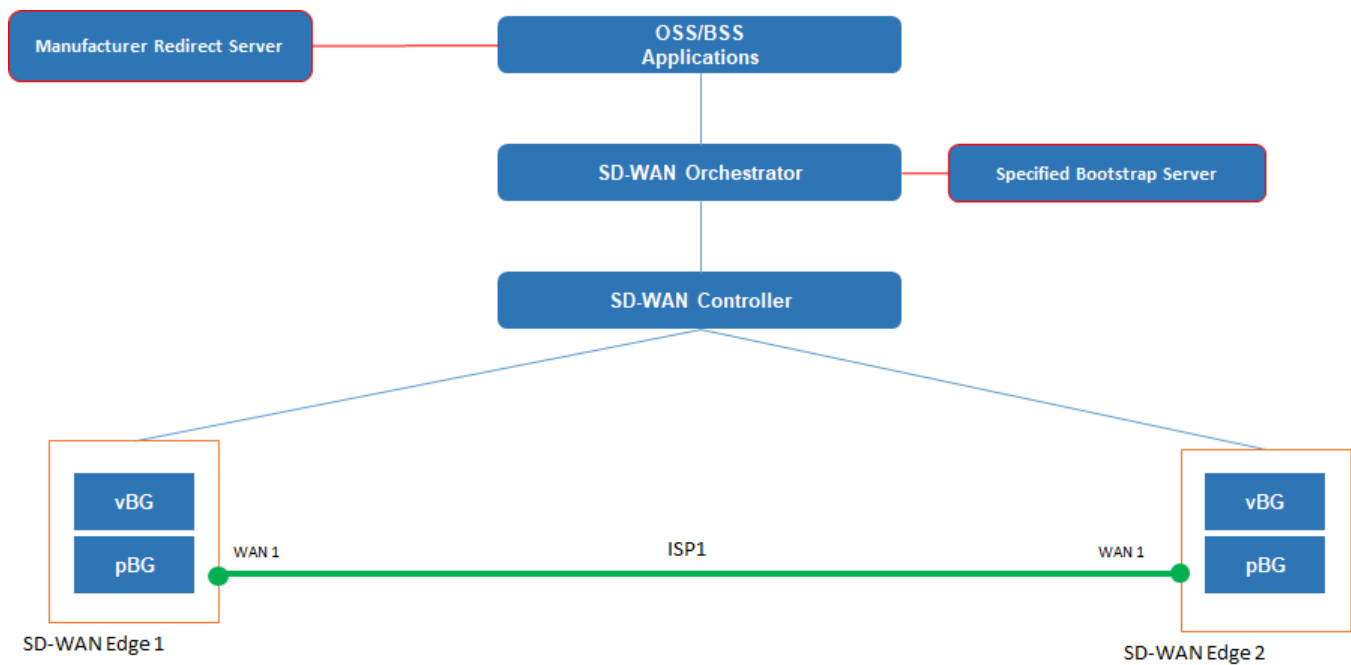 OSS/BSS
Applications
Manufacturer Redirect Server
SD-WAN Orchestrator
Specified Bootstrap Server
SD-WAN Controller
vBG
pBG
WAN 1
ISP1
WAN 1
vBG
pBG
SD-WAN Edge 1
SD-WAN Edge 2